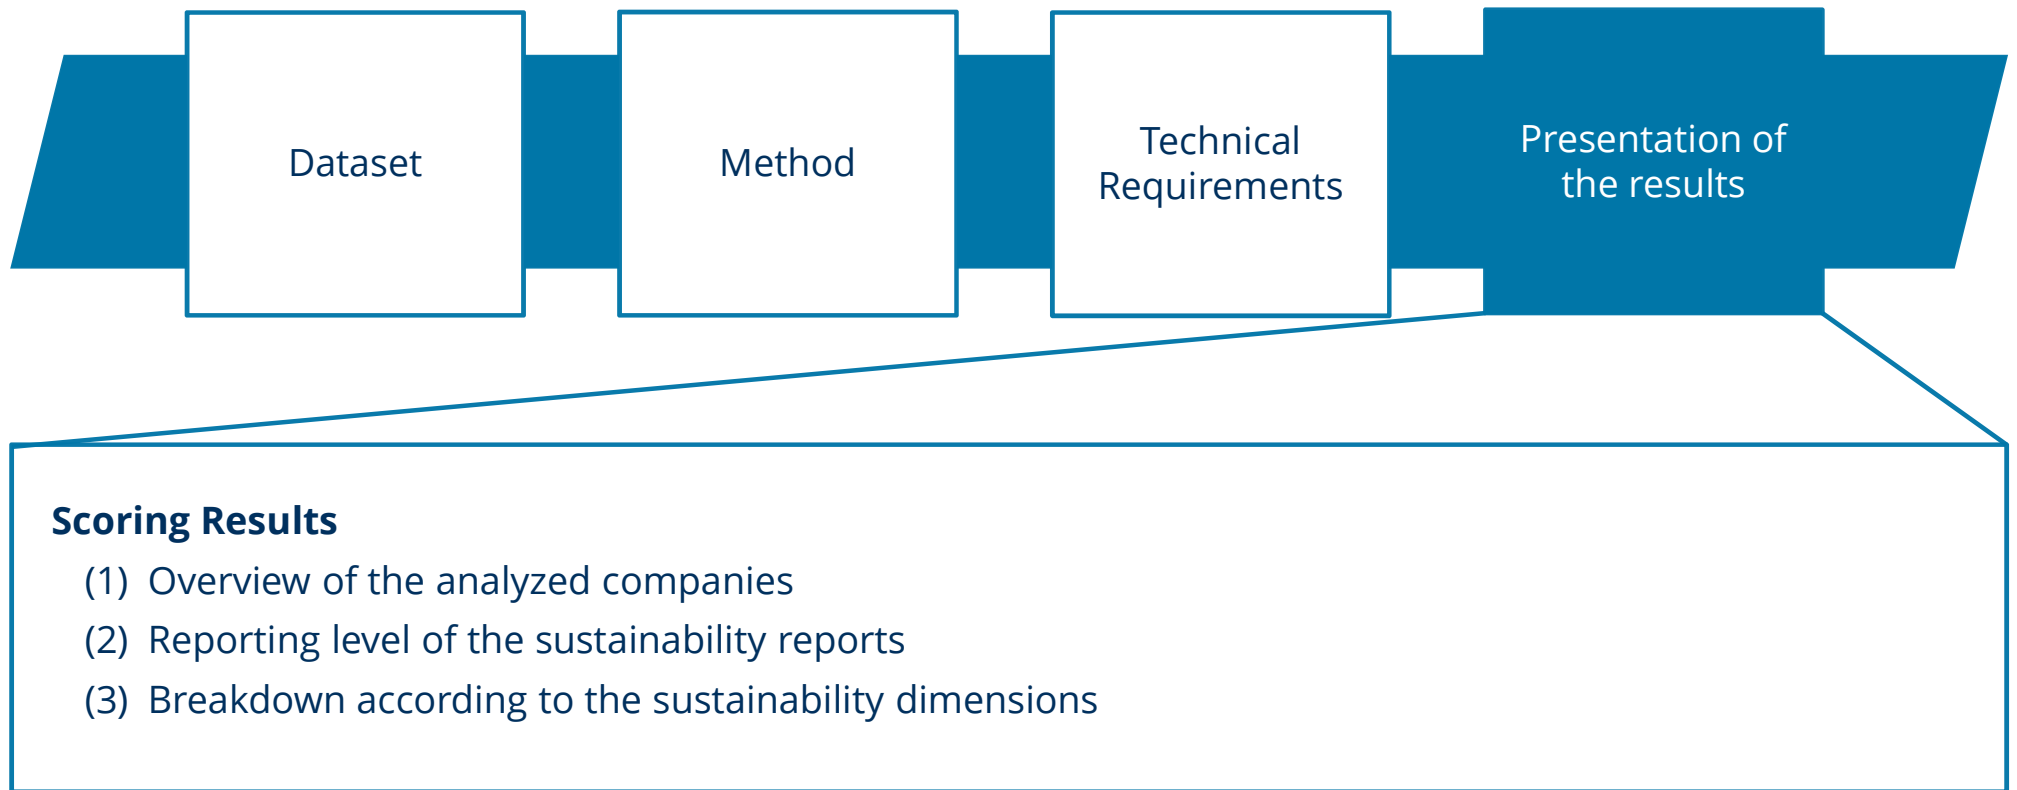 Dataset
Method
Technical
Requirements
Presentation of
the results
Scoring Results
(1) Overview of the analyzed companies
(2) Reporting level of the sustainability reports
(3) Breakdown according to the sustainability dimensions